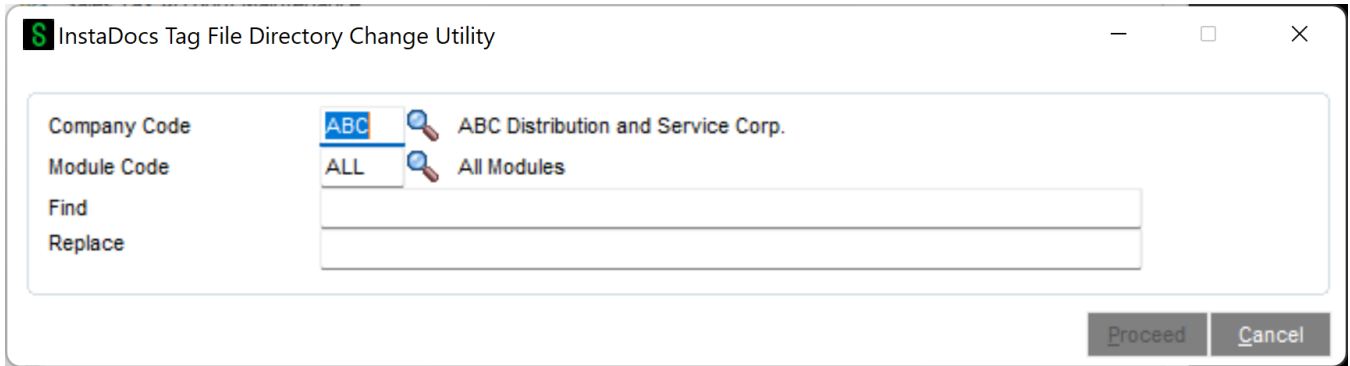 S InstaDocs Tag File Directory Change Utility
Company Code ABC ABC Distribution and Service Corp.
Module Code ALL All Modules
Find
Replace
Proceed Cancel